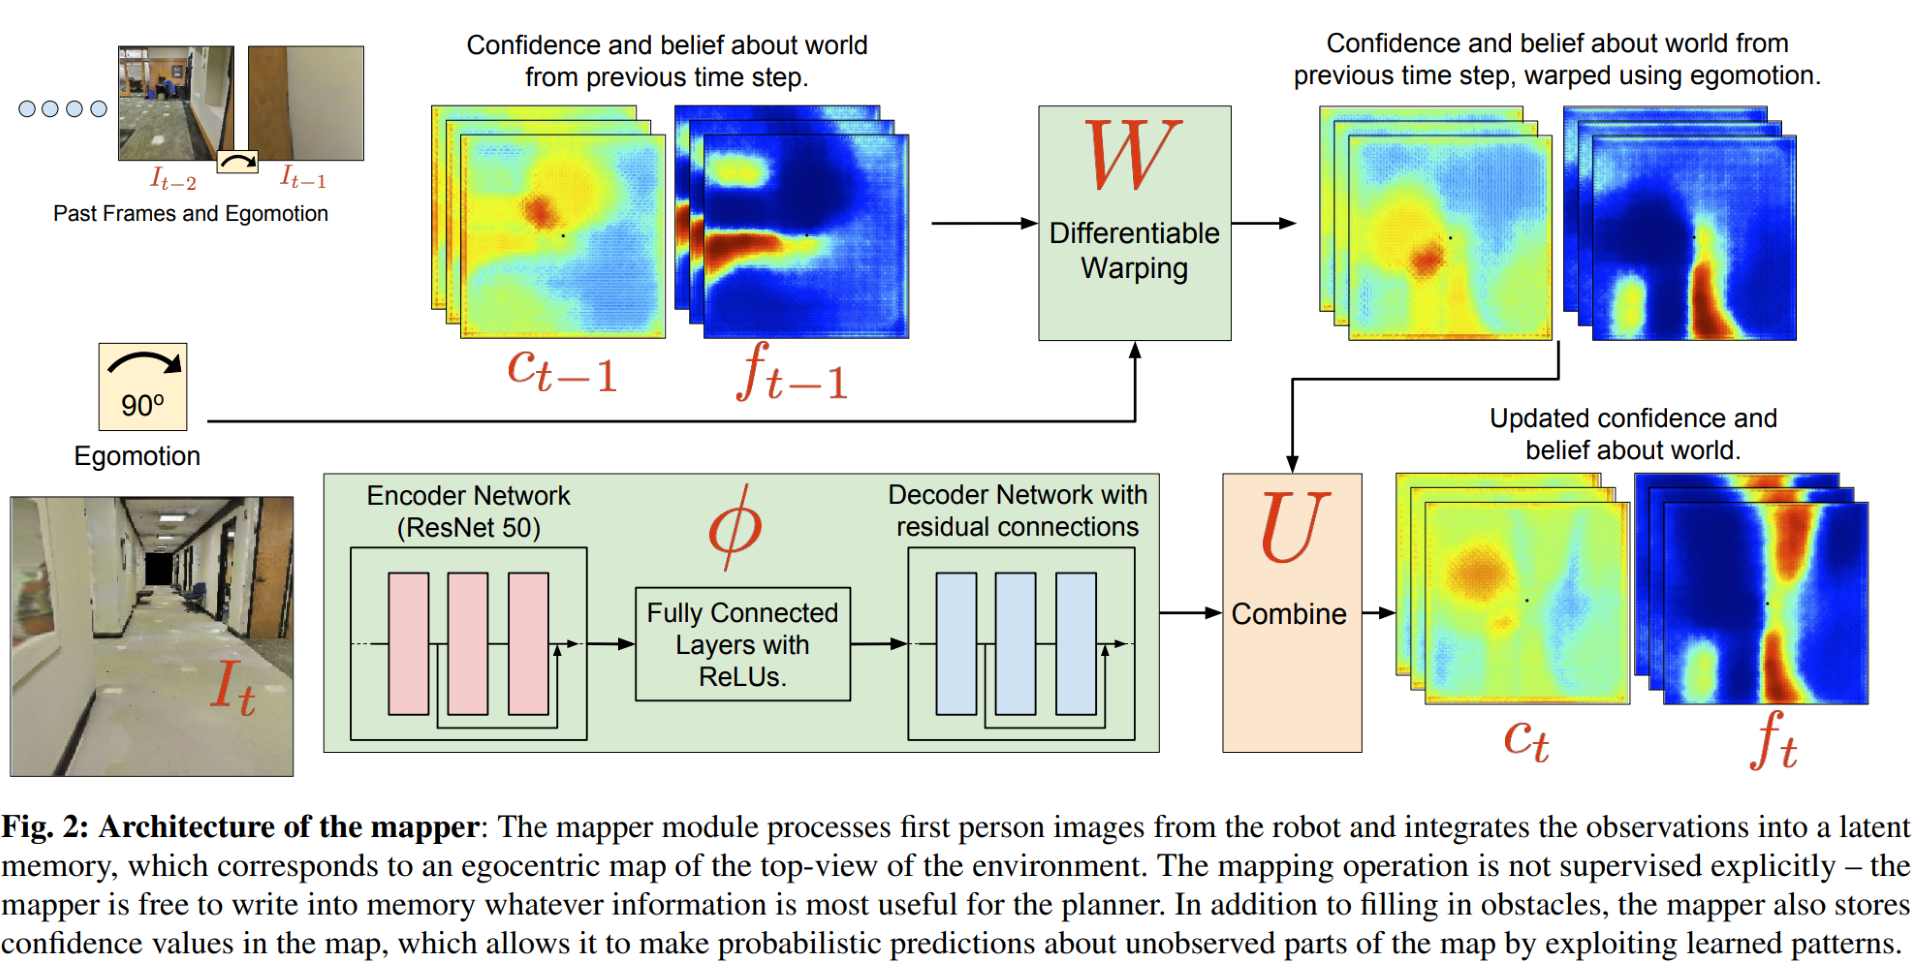 Confidence and belief about world
from previous time step.
Confidence and belief about world from
previous time step, warped using egomotion.
I_{t-2}
I_{t-1}
Past Frames and Egomotion
W
Differentiable
Warping
c_{t-1}
f_{t-1}
90º
Egomotion
Updated confidence and
belief about world.
Encoder Network
(ResNet 50)
ϕ
Decoder Network with
residual connections
Fully Connected
Layers with
ReLUs.
U
Combine
I_t
c_t
f_t
Fig. 2: Architecture of the mapper: The mapper module processes first person images from the robot and integrates the observations into a latent
memory, which corresponds to an egocentric map of the top-view of the environment. The mapping operation is not supervised explicitly – the
mapper is free to write into memory whatever information is most useful for the planner. In addition to filling in obstacles, the mapper also stores
confidence values in the map, which allows it to make probabilistic predictions about unobserved parts of the map by exploiting learned patterns.